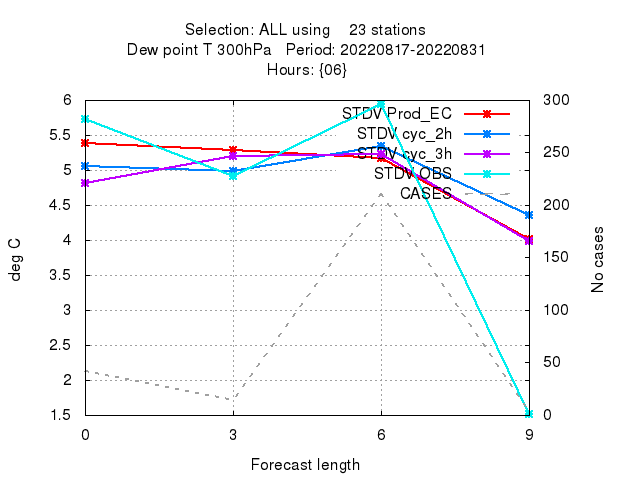 Selection: ALL using 23 stations
Dew point T 300hPa Period: 20220817-20220831
Hours: {06}
STDV Prod_EC
STDV cyc_2h
STDV cyc_3h
STDV OBS
CASES
6
5.5
5
4.5
4
3.5
3
2.5
2
1.5
deg C
300
250
200
150
100
50
0
No cases
0 3 6 9
Forecast length